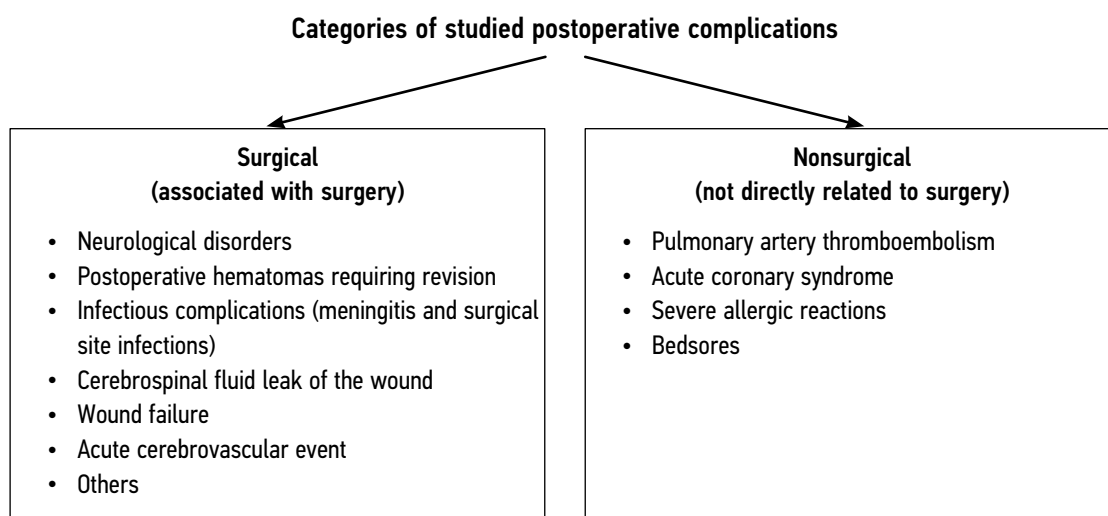 Categories of studied postoperative complications
Surgical
(associated with surgery)
• Neurological disorders
• Postoperative hematomas requiring revision
• Infectious complications (meningitis and surgical
site infections)
• Cerebrospinal fluid leak of the wound
• Wound failure
• Acute cerebrovascular event
• Others
Nonsurgical
(not directly related to surgery)
• Pulmonary artery thromboembolism
• Acute coronary syndrome
• Severe allergic reactions
• Bedsores